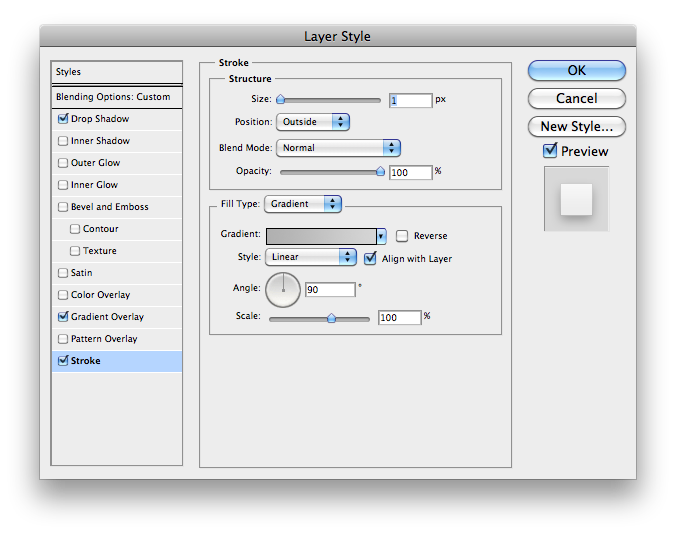 Layer Style
Styles
Blending Options: Custom
Drop Shadow
Inner Shadow
Outer Glow
Inner Glow
Bevel and Emboss
Contour
Texture
Satin
Color Overlay
Gradient Overlay
Pattern Overlay
Stroke
Stroke
Structure
Size: 1 px
Position: Outside
Blend Mode: Normal
Opacity: 100 %
Fill Type: Gradient
Gradient: Reverse
Style: Linear Align with Layer
Angle: 90 °
Scale: 100 %
OK
Cancel
New Style...
Preview